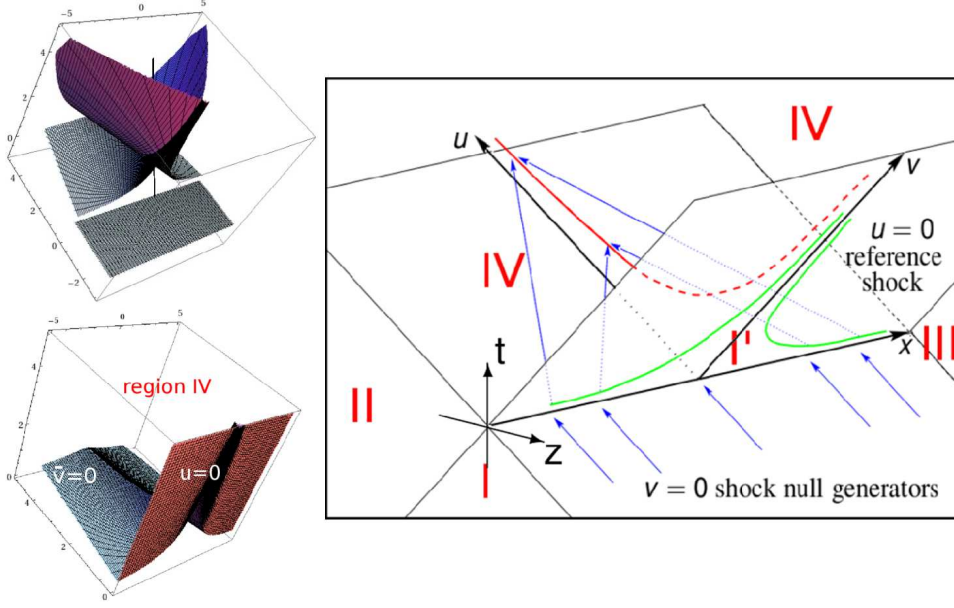 −5
0
5
4
2
0
4
2
0
−2
−5
0
5
4
2
0
2
4
0
region IV
v̄=0
u=0
IV
u
v
IV
u = 0
reference
shock
I'
x
III
II
t
z
I
v = 0 shock null generators